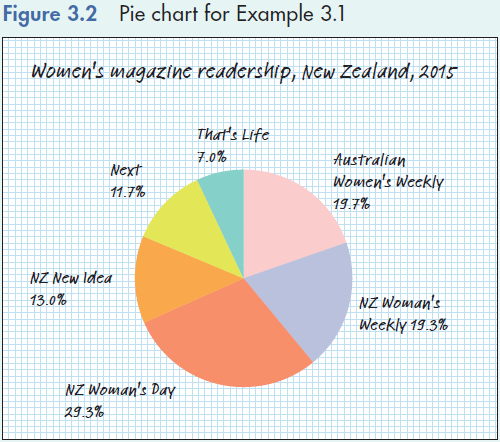 Figure 3.2 Pie chart for Example 3.1
Women's magazine readership, New Zealand, 2015
That's Life
7.0%
Australian
Women's Weekly
19.7%
Next
11.7%
NZ New Idea
13.0%
NZ Woman's
Weekly 19.3%
NZ Woman's Day
29.3%